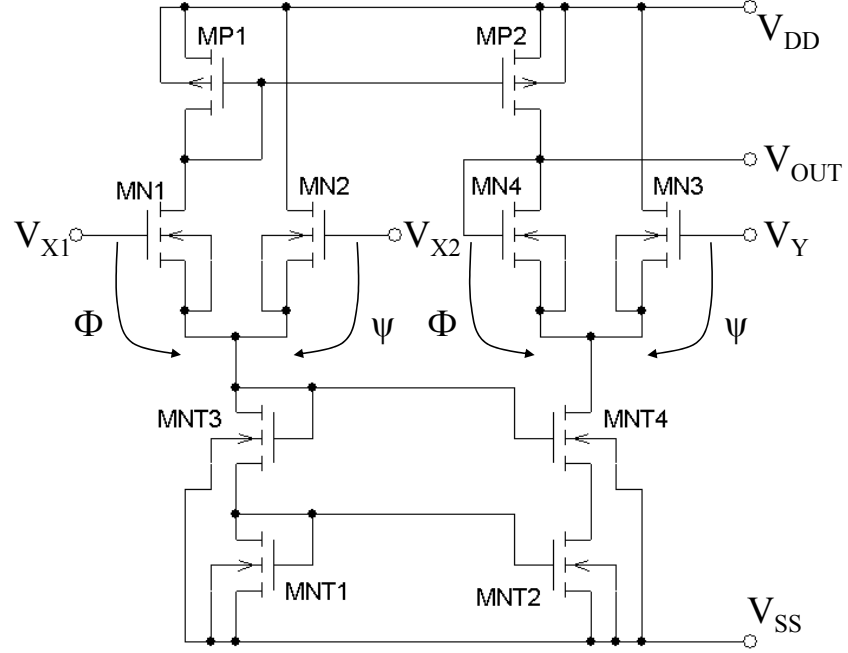 MP1 MP2 V_DD
V_OUT
MN1 MN2 MN4 MN3
V_X1 V_X2 V_Y
Φ ψ Φ ψ
MNT3 MNT4
MNT1 MNT2
V_SS